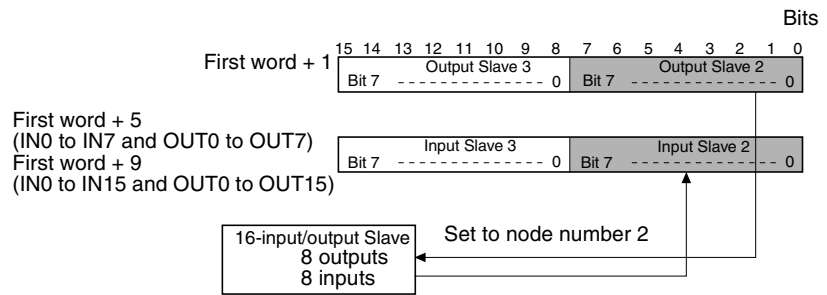 Bits
15 14 13 12 11 10 9 8 7 6 5 4 3 2 1 0
First word + 1
Output Slave 3 Output Slave 2
Bit 7 0 Bit 7 0
First word + 5
(IN0 to IN7 and OUT0 to OUT7)
First word + 9
(IN0 to IN15 and OUT0 to OUT15)
Input Slave 3 Input Slave 2
Bit 7 0 Bit 7 0
16-input/output Slave
8 outputs
8 inputs
Set to node number 2